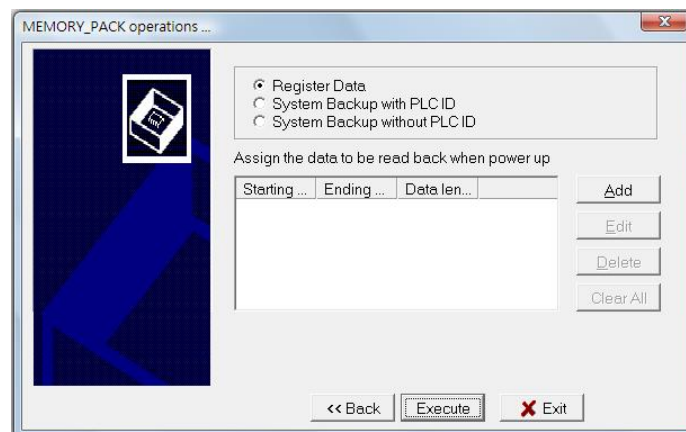 MEMORY_PACK operations ...
Register Data
System Backup with PLC ID
System Backup without PLC ID
Assign the data to be read back when power up
Starting ... Ending ... Data len...
Add
Edit
Delete
Clear All
<< Back Execute Exit